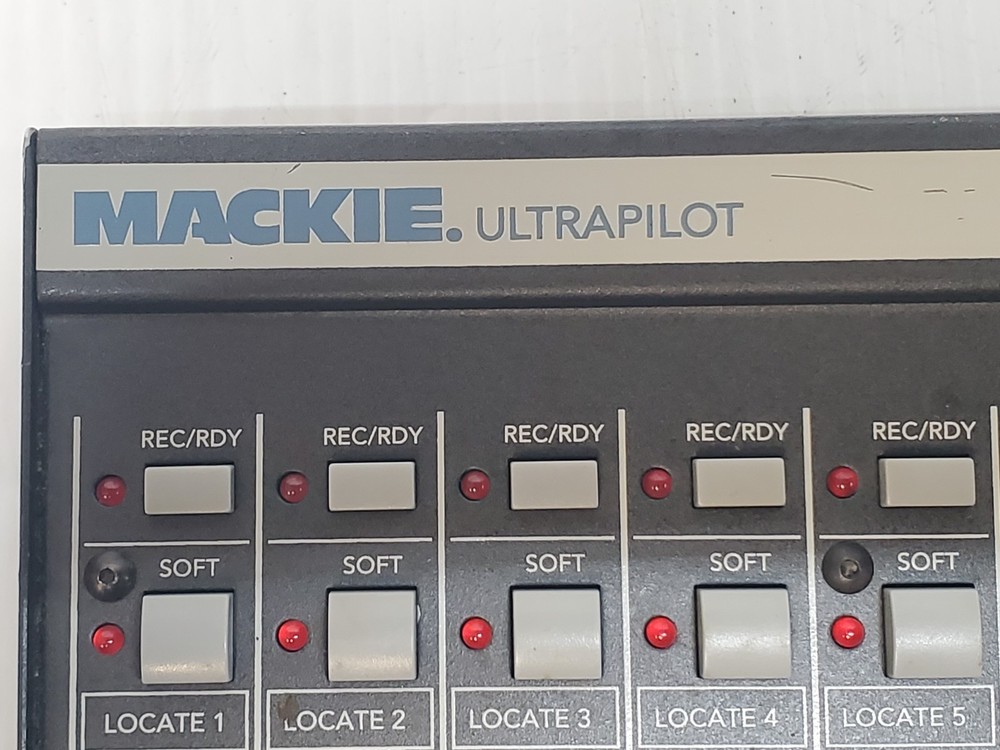 MACKIE. ULTRAPILOT
REC/RDY REC/RDY REC/RDY REC/RDY REC/RDY
SOFT SOFT SOFT SOFT SOFT
LOCATE 1 LOCATE 2 LOCATE 3 LOCATE 4 LOCATE 5